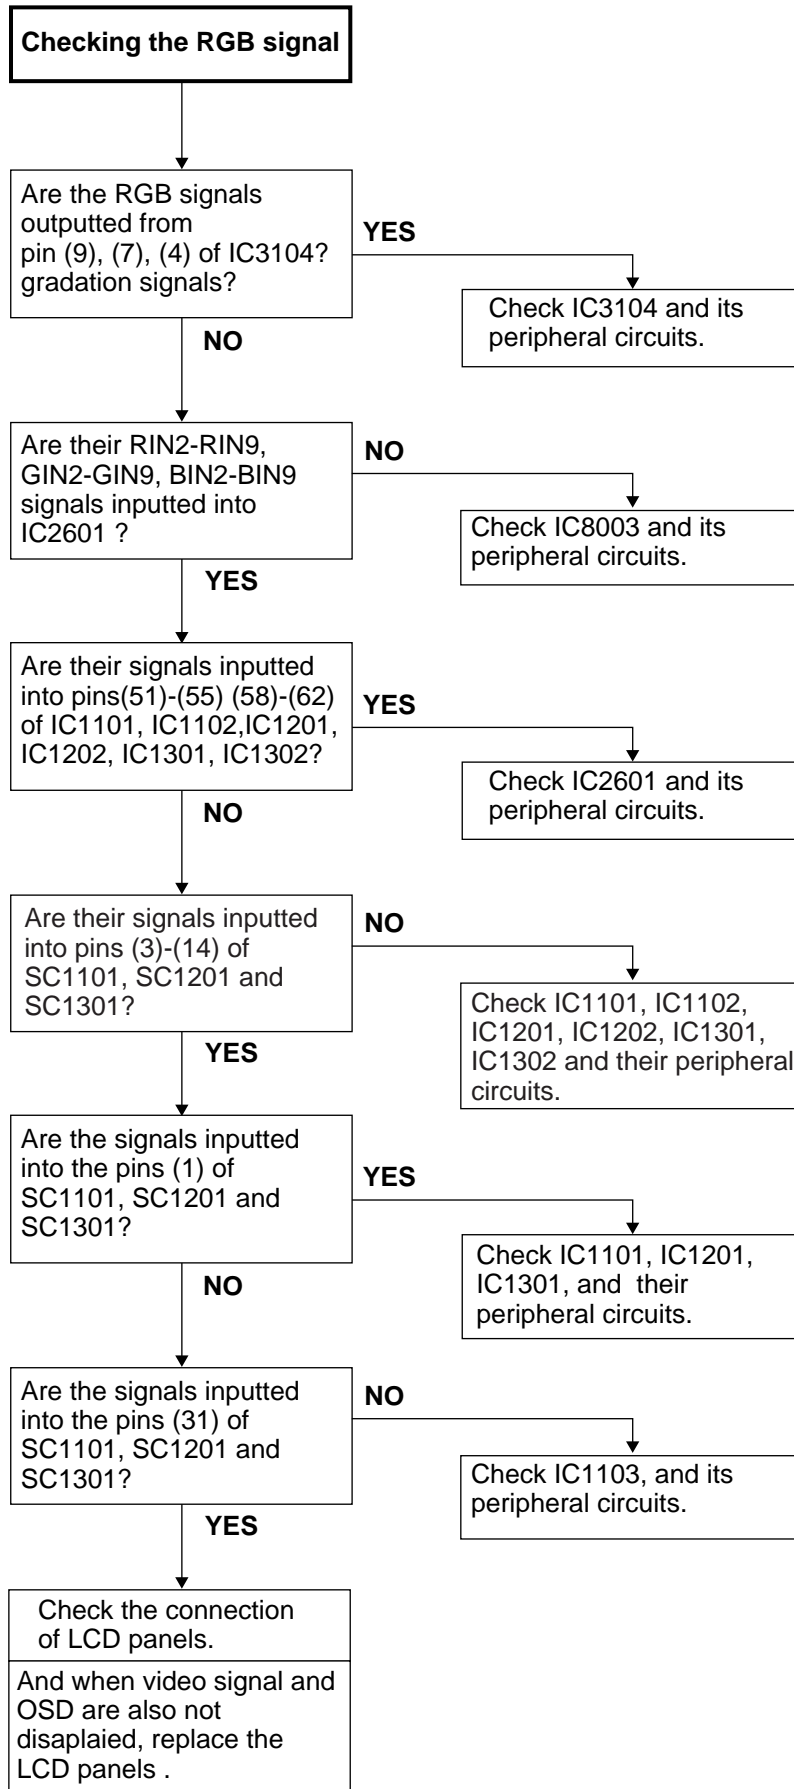 Checking the RGB signal
Are the RGB signals
outputted from
pin (9), (7), (4) of IC3104?
gradation signals?
YES
Check IC3104 and its
peripheral circuits.
NO
Are their RIN2-RIN9,
GIN2-GIN9, BIN2-BIN9
signals inputted into
IC2601 ?
NO
Check IC8003 and its
peripheral circuits.
YES
Are their signals inputted
into pins(51)-(55) (58)-(62)
of IC1101, IC1102,IC1201,
IC1202, IC1301, IC1302?
YES
Check IC2601 and its
peripheral circuits.
NO
Are their signals inputted
into pins (3)-(14) of
SC1101, SC1201 and
SC1301?
NO
Check IC1101, IC1102,
IC1201, IC1202, IC1301,
IC1302 and their peripheral
circuits.
YES
Are the signals inputted
into the pins (1) of
SC1101, SC1201 and
SC1301?
YES
Check IC1101, IC1201,
IC1301, and their
peripheral circuits.
NO
Are the signals inputted
into the pins (31) of
SC1101, SC1201 and
SC1301?
NO
Check IC1103, and its
peripheral circuits.
YES
Check the connection
of LCD panels.
And when video signal and
OSD are also not
disaplaied, replace the
LCD panels .